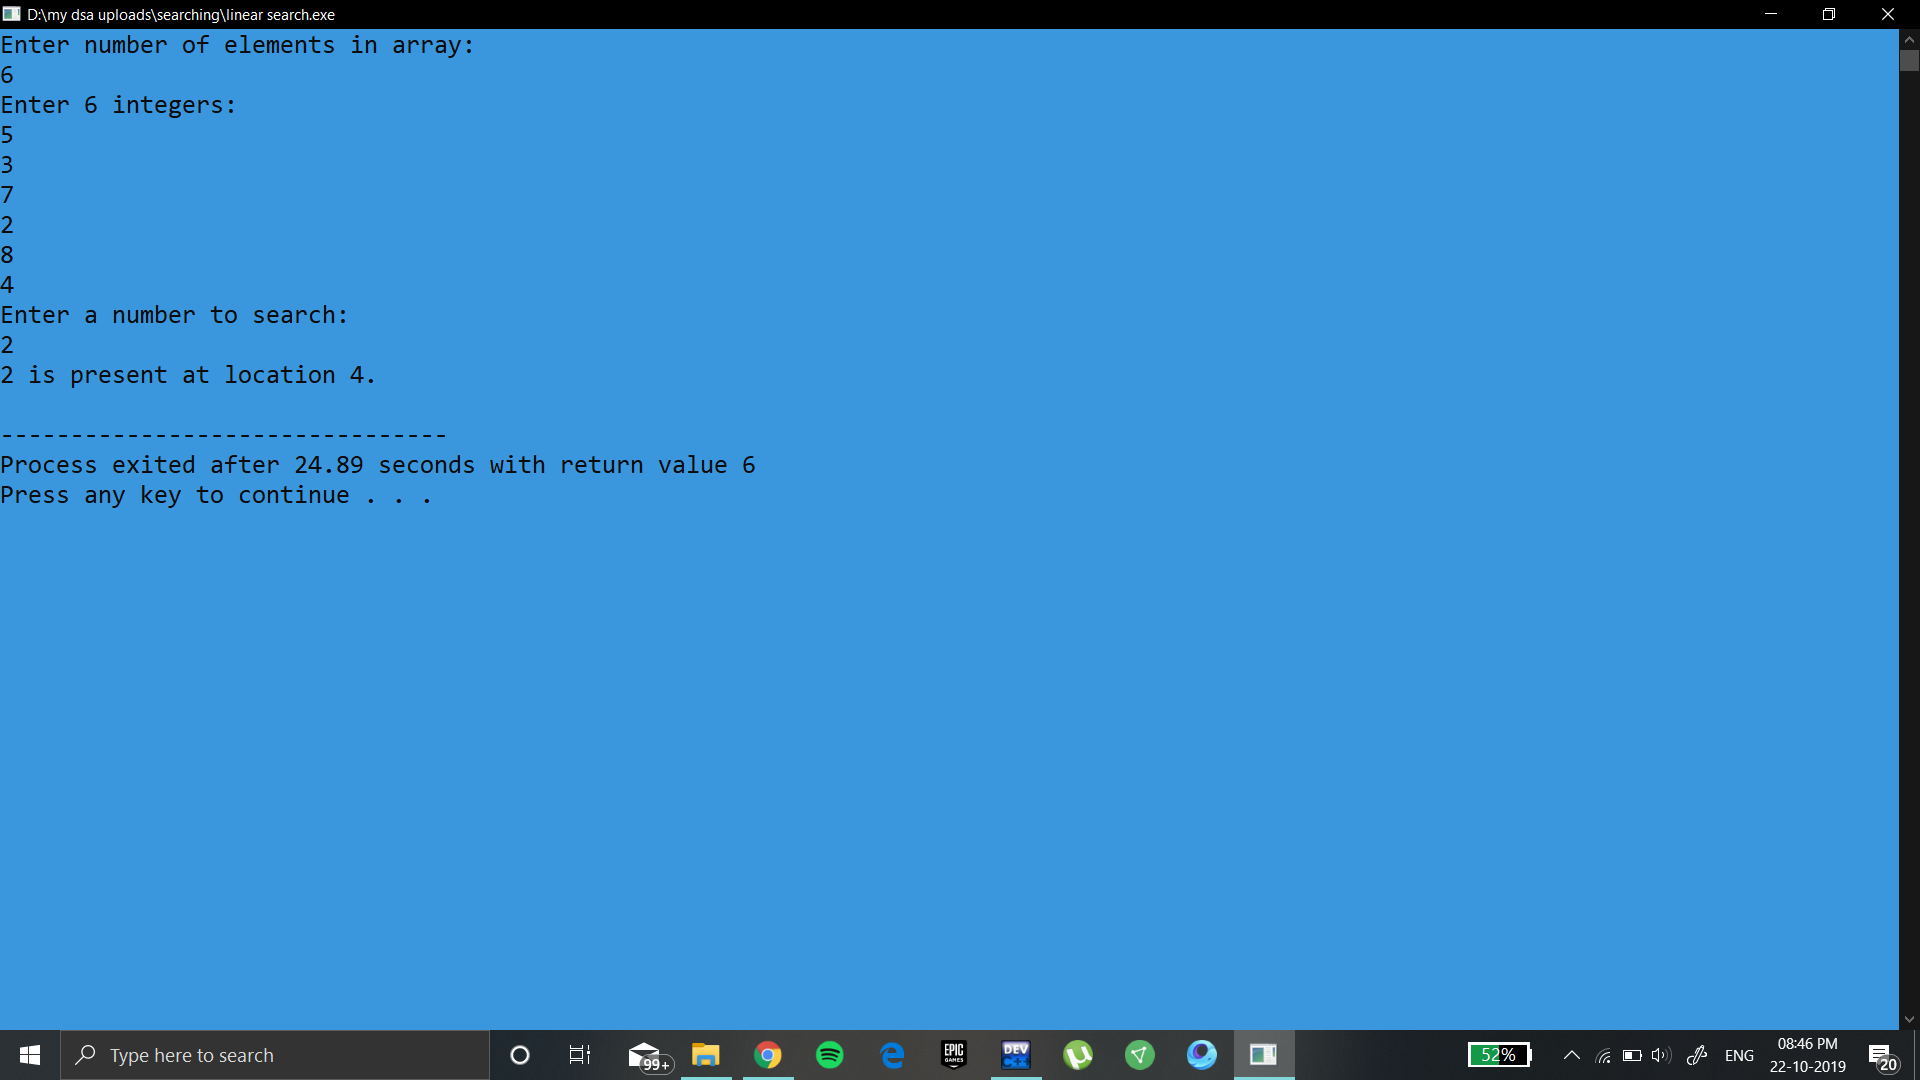 D:\my dsa uploads\searching\linear search.exe
Enter number of elements in array:
6
Enter 6 integers:
5
3
7
2
8
4
Enter a number to search:
2
2 is present at location 4.
--------------------------------
Process exited after 24.89 seconds with return value 6
Press any key to continue . . .
Type here to search
99+
EPIC
GAMES
DEV
C++
52%
ENG
08:46 PM
22-10-2019
20